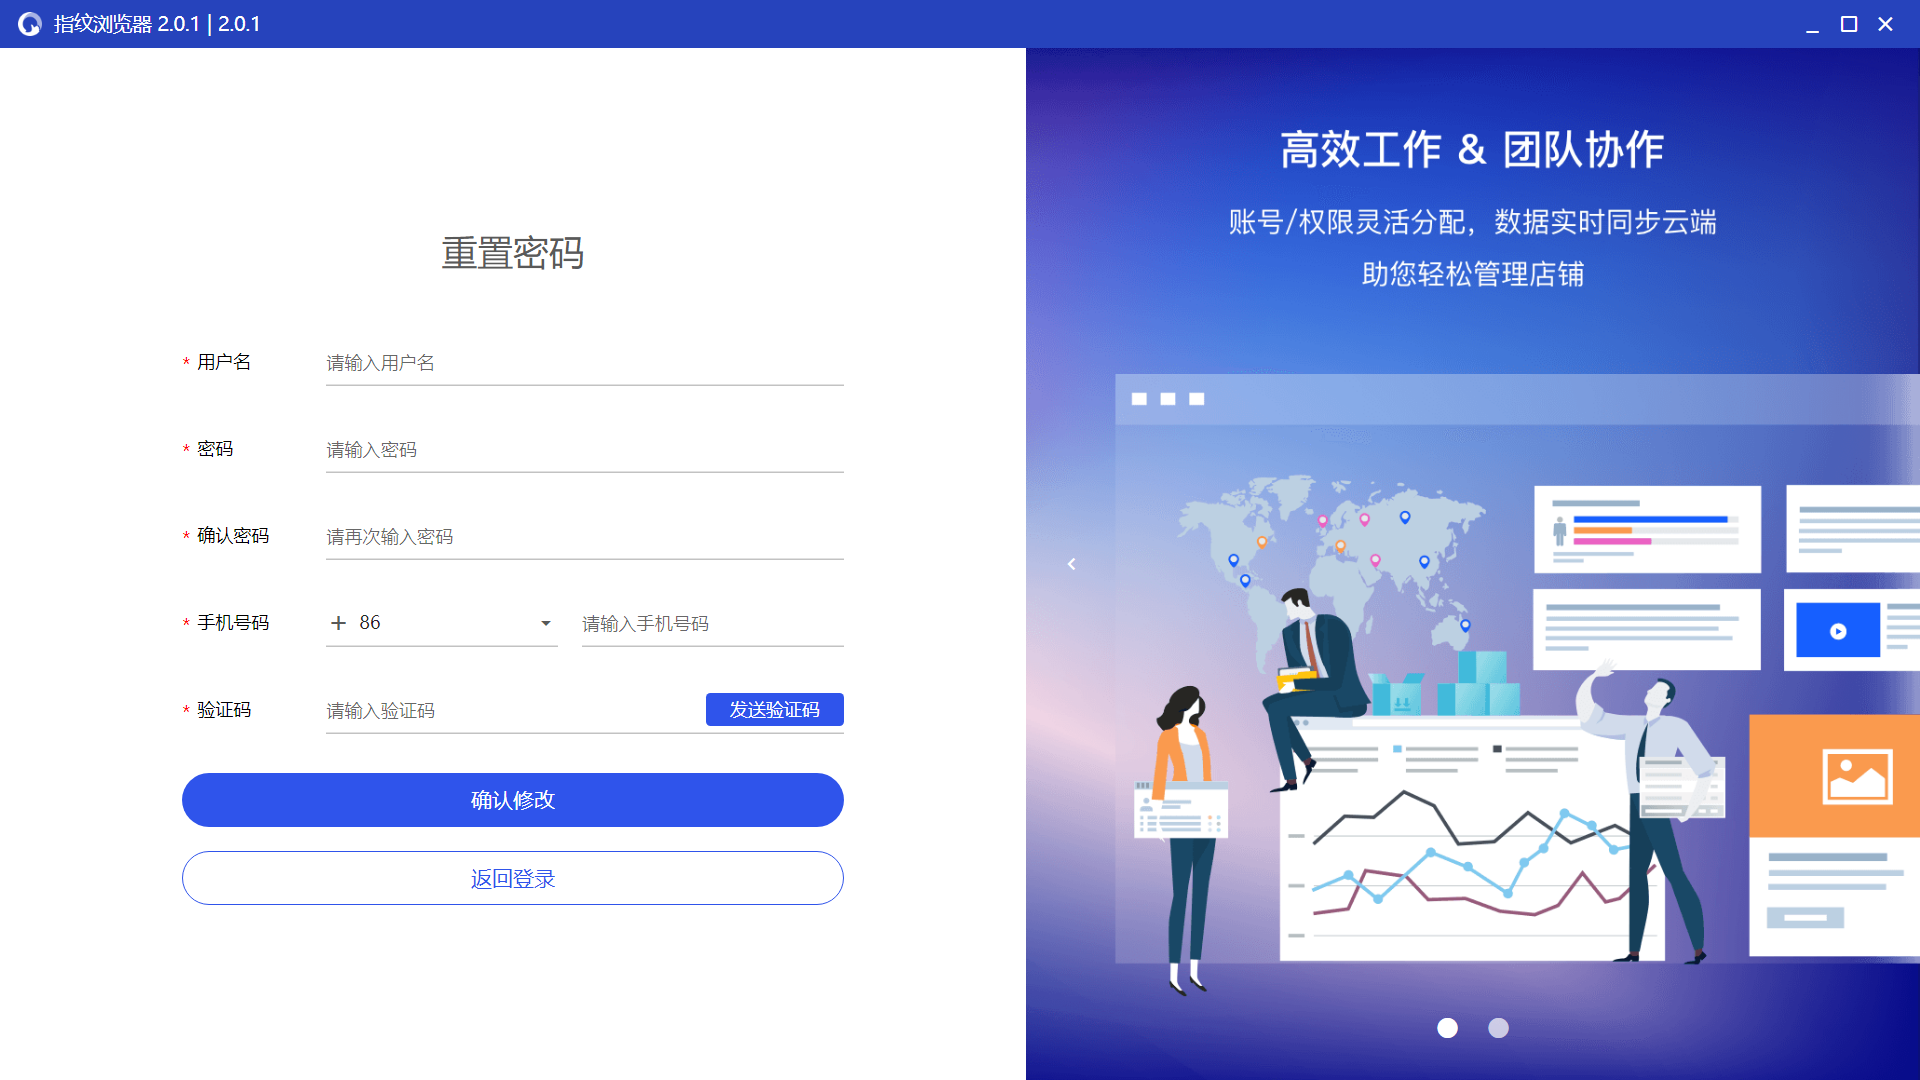 指纹浏览器 2.0.1 | 2.0.1
重置密码
* 用户名 请输入用户名
* 密码 请输入密码
* 确认密码 请再次输入密码
* 手机号码 + 86 请输入手机号码
* 验证码 请输入验证码 发送验证码
确认修改
返回登录
高效工作 & 团队协作
账号/权限灵活分配，数据实时同步云端
助您轻松管理店铺